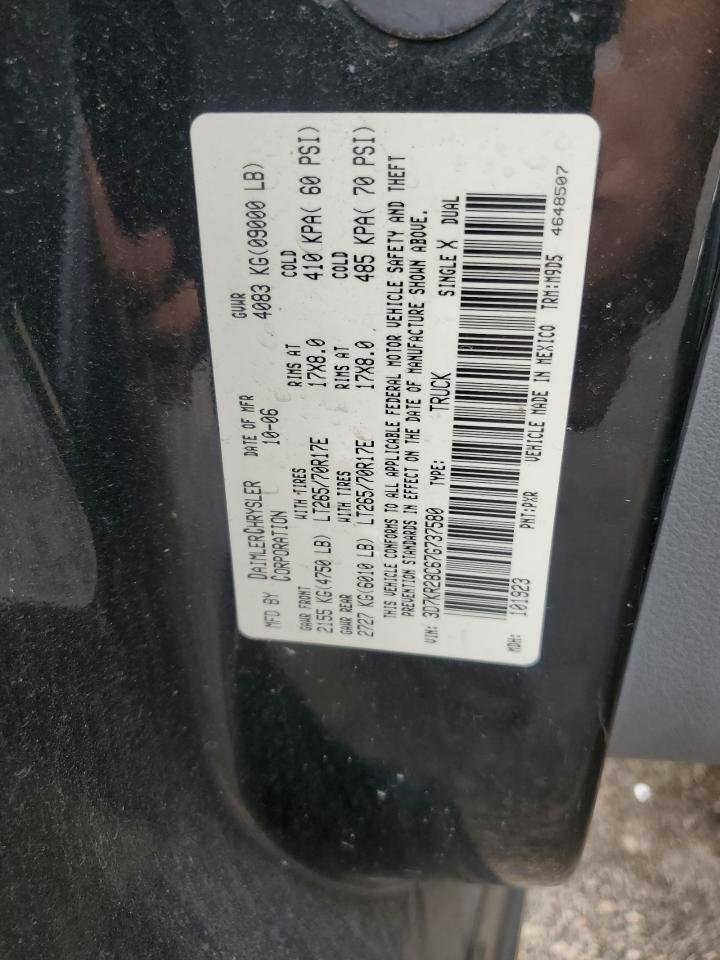 MFD BY DAIMLERCHRYSLER CORPORATION DATE OF MFR 10-06 GVWR 4083 KG(09000 LB)
GAWR FRONT WITH TIRES RIMS AT COLD
2155 KG(4750 LB) LT265/70R17E 17X8.0 410 KPA( 60 PSI)
GAWR REAR WITH TIRES RIMS AT COLD
2727 KG(6010 LB) LT265/70R17E 17X8.0 485 KPA( 70 PSI)
THIS VEHICLE CONFORMS TO ALL APPLICABLE FEDERAL MOTOR VEHICLE SAFETY AND THEFT
PREVENTION STANDARDS IN EFFECT ON THE DATE OF MANUFACTURE SHOWN ABOVE.
VIN: 3D7KR28C67G737580 TYPE: TRUCK SINGLE X DUAL
MDH: 101923 PNT:PXR VEHICLE MADE IN MEXICO TRM:M9D5 4648507